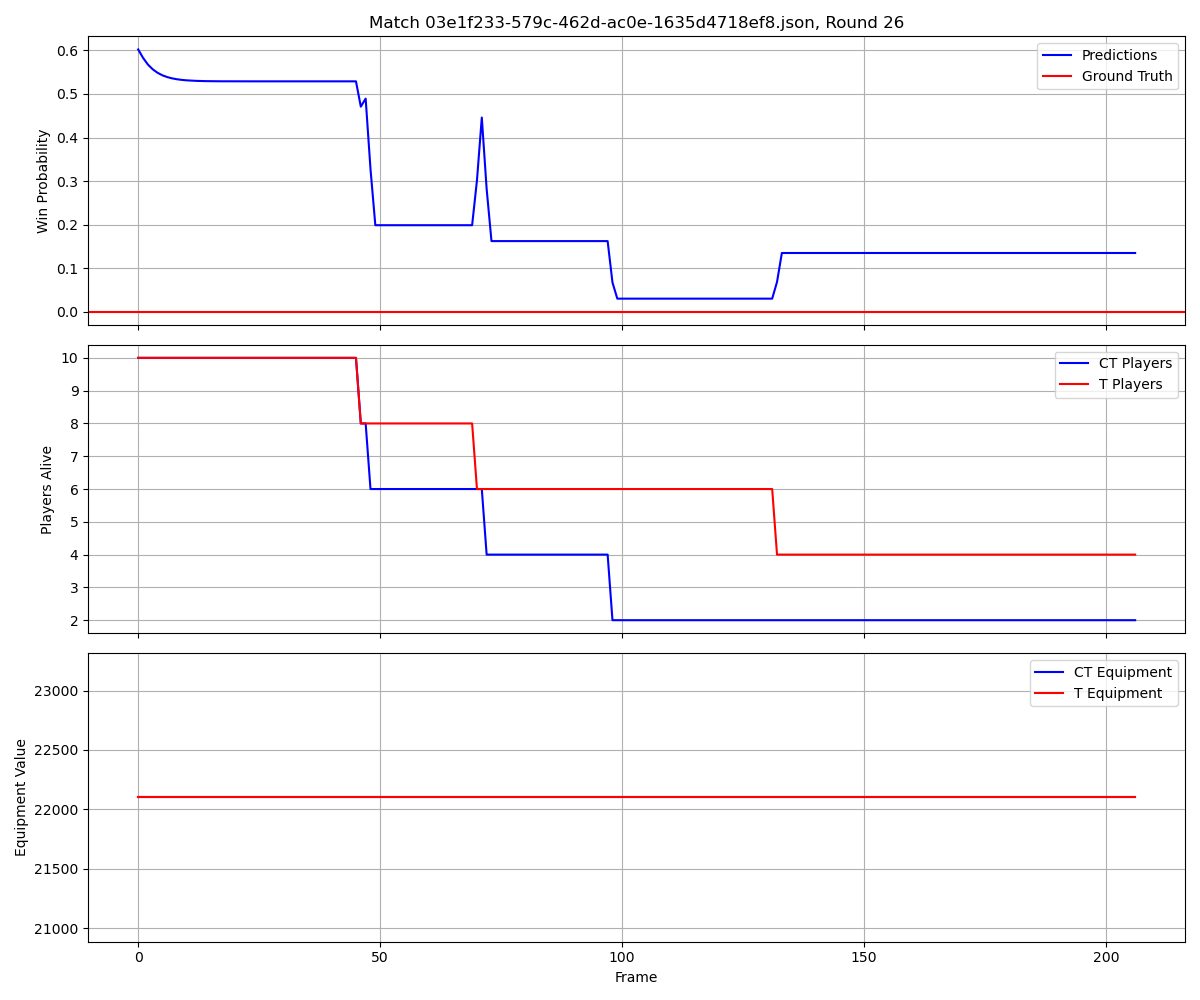 Match 03e1f233-579c-462d-ac0e-1635d4718ef8.json, Round 26
Win Probability
0.6
0.5
0.4
0.3
0.2
0.1
0.0
Predictions
Ground Truth
Players Alive
10
9
8
7
6
5
4
3
2
CT Players
T Players
Equipment Value
23000
22500
22000
21500
21000
CT Equipment
T Equipment
0
50
100
150
200
Frame